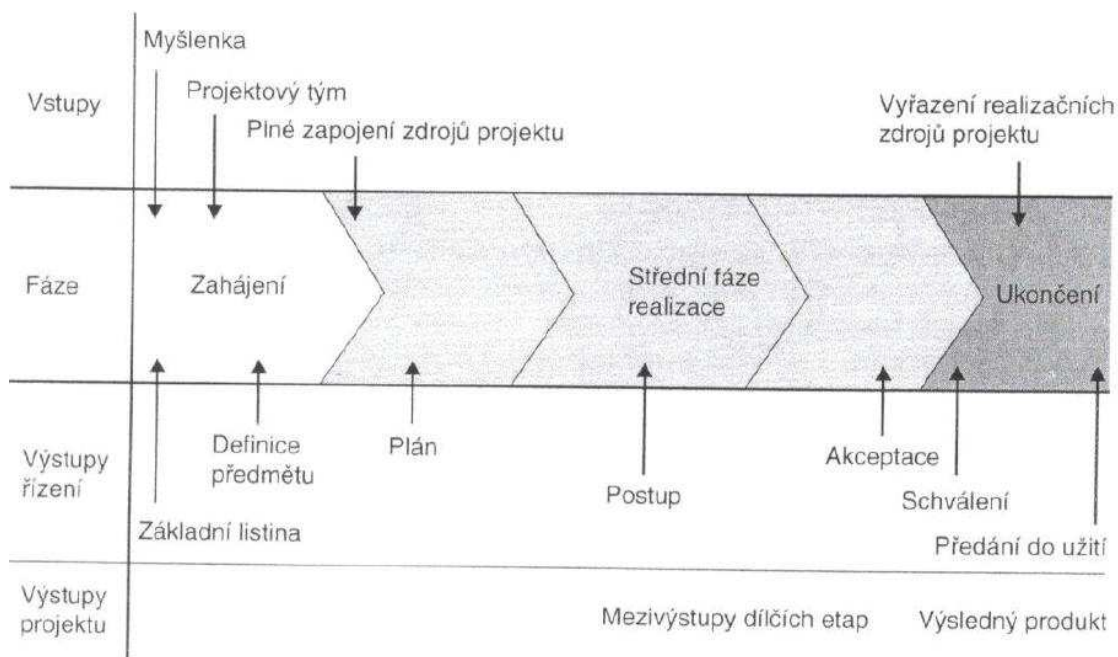 Myšlenka
Vstupy
Projektový tým
Plné zapojení zdrojů projektu
Vyřazení realizačních
zdrojů projektu
Fáze
Zahájení
Střední fáze
realizace
Ukončení
Výstupy
řízení
Definice
předmětu
Plán
Postup
Akceptace
Schválení
Základní listina
Předání do užití
Výstupy
projektu
Mezivýstupy dílčích etap
Výsledný produkt